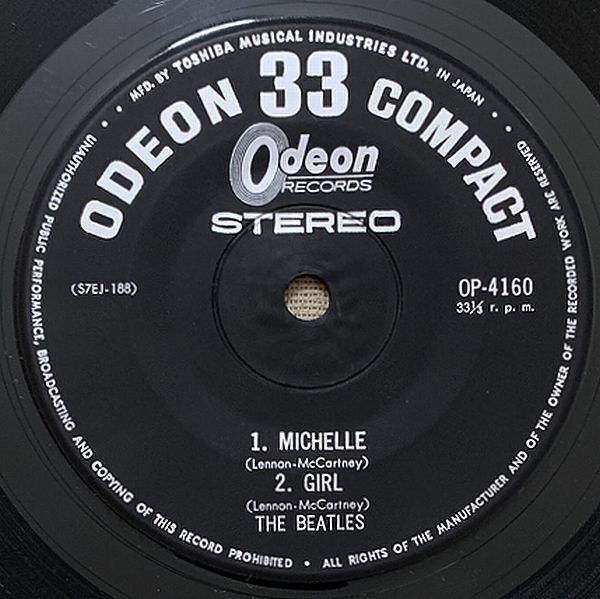 • • MFD. BY TOSHIBA MUSICAL INDUSTRIES LTD. IN JAPAN • •
ODEON 33 COMPACT
Odeon
RECORDS
STEREO
(S7EJ-188)
OP-4160
33⅓ r. p. m.
1. MICHELLE
(Lennon-McCartney)
2. GIRL
(Lennon-McCartney)
THE BEATLES
UNAUTHORIZED PUBLIC PERFORMANCE, BROADCASTING AND COPYING OF THIS RECORD PROHIBITED • ALL RIGHTS OF THE MANUFACTURER AND OF THE OWNER OF THE RECORDED WORK ARE RESERVED